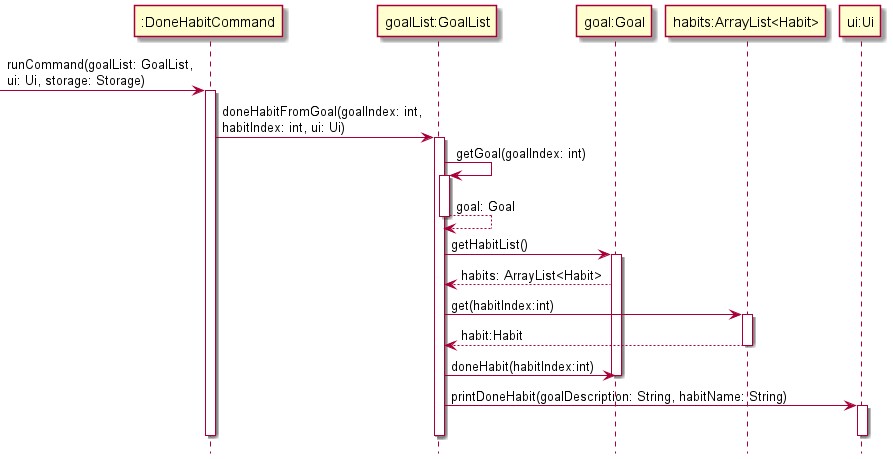 :DoneHabitCommand
goalList:GoalList
goal:Goal
habits:ArrayList<Habit>
ui:Ui
runCommand(goalList: GoalList,
ui: Ui, storage: Storage)
doneHabitFromGoal(goalIndex: int,
habitIndex: int, ui: Ui)
getGoal(goalIndex: int)
goal: Goal
getHabitList()
habits: ArrayList<Habit>
get(habitIndex:int)
habit:Habit
doneHabit(habitIndex:int)
printDoneHabit(goalDescription: String, habitName: String)